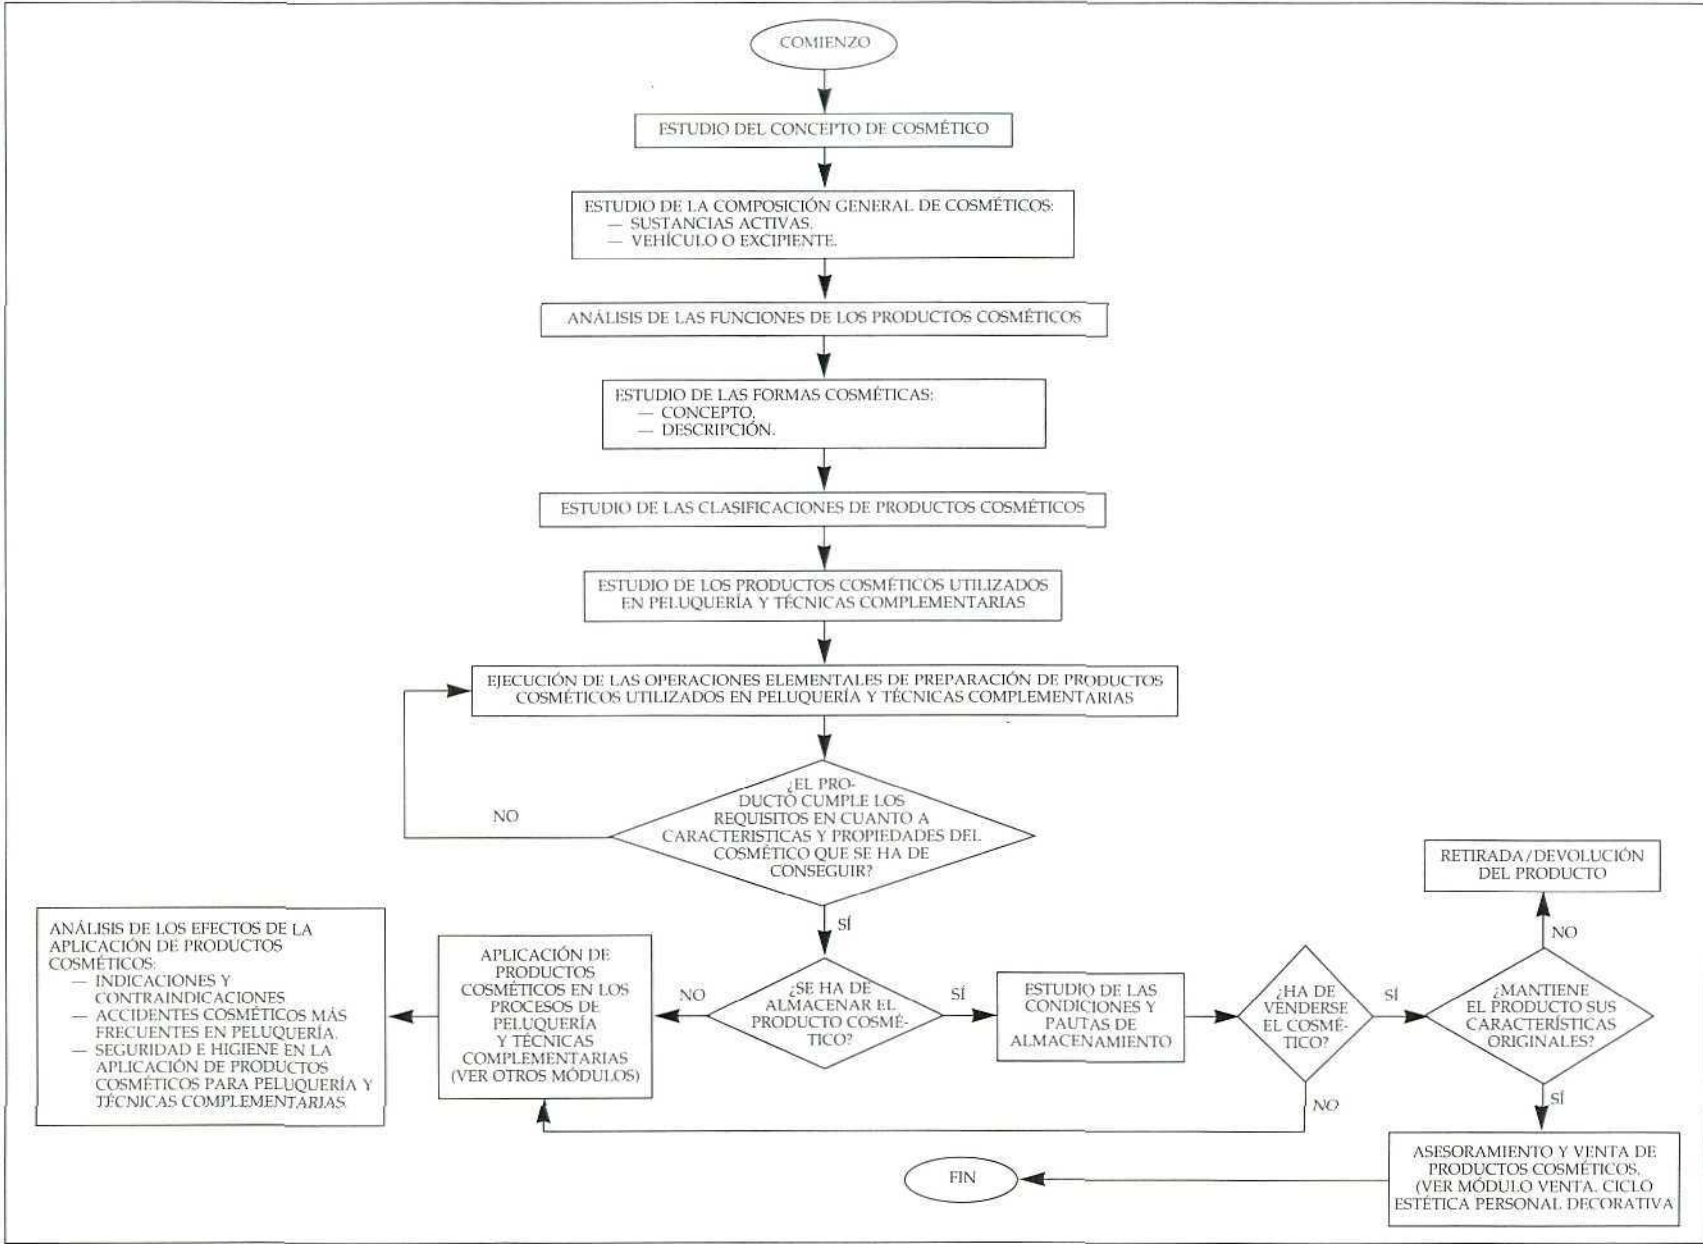 COMIENZO
ESTUDIO DEL CONCEPTO DE COSMÉTICO
ESTUDIO DE LA COMPOSICIÓN GENERAL DE COSMÉTICOS:
— SUSTANCIAS ACTIVAS.
— VEHÍCULO O EXCIPIENTE.
ANÁLISIS DE LAS FUNCIONES DE LOS PRODUCTOS COSMÉTICOS
ESTUDIO DE LAS FORMAS COSMÉTICAS:
— CONCEPTO.
— DESCRIPCIÓN.
ESTUDIO DE LAS CLASIFICACIONES DE PRODUCTOS COSMÉTICOS
ESTUDIO DE LOS PRODUCTOS COSMÉTICOS UTILIZADOS
EN PELUQUERÍA Y TÉCNICAS COMPLEMENTARIAS
EJECUCIÓN DE LAS OPERACIONES ELEMENTALES DE PREPARACIÓN DE PRODUCTOS
COSMÉTICOS UTILIZADOS EN PELUQUERÍA Y TÉCNICAS COMPLEMENTARIAS
¿EL PRO-
DUCTO CUMPLE LOS
REQUISITOS EN CUANTO A
CARACTERISTICAS Y PROPIEDADES DEL
COSMÉTICO QUE SE HA DE
CONSEGUIR?
NO
SÍ
¿SE HA DE
ALMACENAR EL
PRODUCTO COSMÉ-
TICO?
NO
APLICACIÓN DE
PRODUCTOS
COSMÉTICOS EN LOS
PROCESOS DE
PELUQUERÍA
Y TÉCNICAS
COMPLEMENTARIAS
(VER OTROS MÓDULOS)
ANÁLISIS DE LOS EFECTOS DE LA
APLICACIÓN DE PRODUCTOS
COSMÉTICOS:
— INDICACIONES Y
CONTRAINDICACIONES
— ACCIDENTES COSMÉTICOS MÁS
FRECUENTES EN PELUQUERÍA.
— SEGURIDAD E HIGIENE EN LA
APLICACIÓN DE PRODUCTOS
COSMÉTICOS PARA PELUQUERÍA Y
TÉCNICAS COMPLEMENTARIAS
SÍ
ESTUDIO DE LAS
CONDICIONES Y
PAUTAS DE
ALMACENAMIENTO
¿HA DE
VENDERSE
EL COSMÉ-
TICO?
NO
SÍ
¿MANTIENE
EL PRODUCTO SUS
CARACTERÍSTICAS
ORIGINALES?
NO
RETIRADA/DEVOLUCIÓN
DEL PRODUCTO
SÍ
ASESORAMIENTO Y VENTA DE
PRODUCTOS COSMÉTICOS.
(VER MÓDULO VENTA. CICLO
ESTÉTICA PERSONAL DECORATIVA
FIN